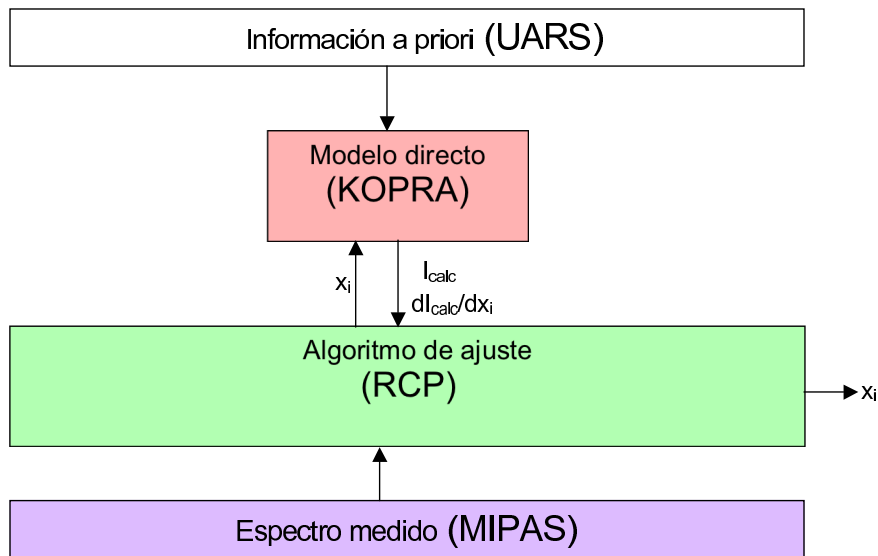 Información a priori (UARS)
Modelo directo
(KOPRA)
xi
Icalc
dIcalc/dxi
Algoritmo de ajuste
(RCP)
xi
Espectro medido (MIPAS)